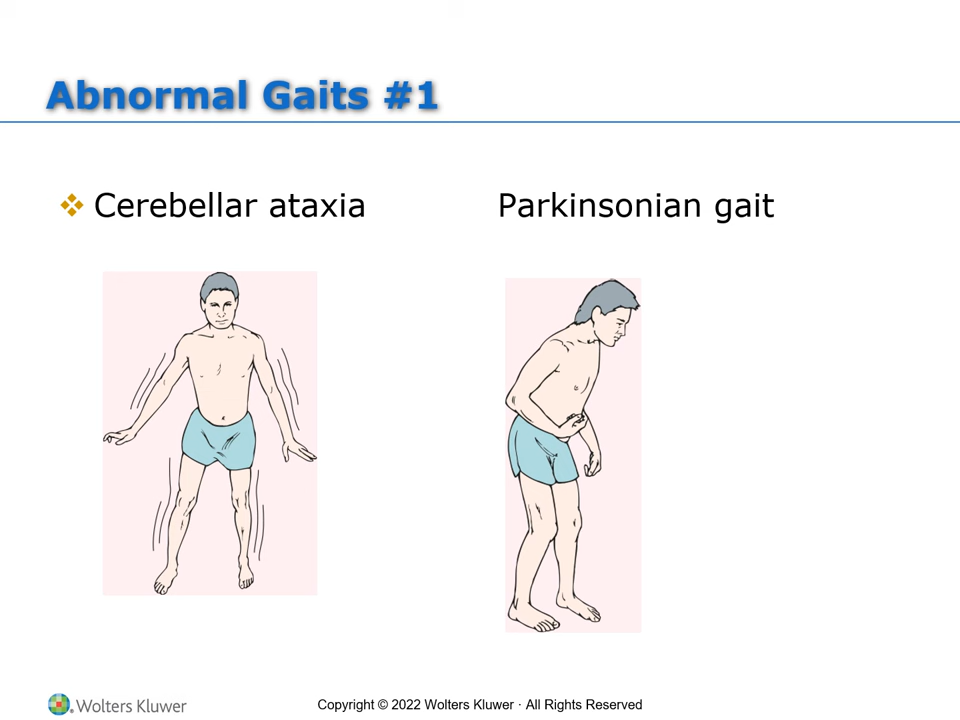 Abnormal Gaits #1
Cerebellar ataxia
Parkinsonian gait
Wolters Kluwer
Copyright © 2022 Wolters Kluwer · All Rights Reserved